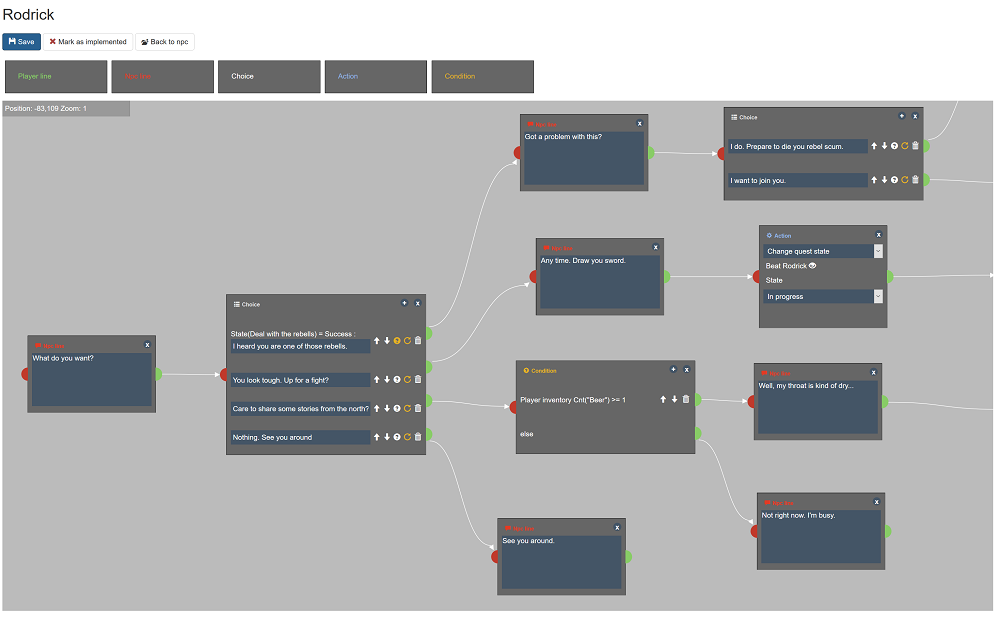 Rodrick
Save
Mark as implemented
Back to npc
Player line
Npc line
Choice
Action
Condition
Position: -83,109 Zoom: 1
Npc line
x
Got a problem with this?
Choice
+
x
I do. Prepare to die you rebel scum.
I want to join you.
Npc line
x
Any time. Draw you sword.
Action
x
Change quest state
Beat Rodrick
State
In progress
Choice
+
x
State(Deal with the rebells) = Success :
I heard you are one of those rebells.
You look tough. Up for a fight?
Care to share some stories from the north?
Nothing. See you around
Npc line
x
What do you want?
Condition
+
x
Player inventory Cnt("Beer") >= 1
else
Npc line
x
Well, my throat is kind of dry...
Npc line
x
Not right now. I'm busy.
Npc line
x
See you around.